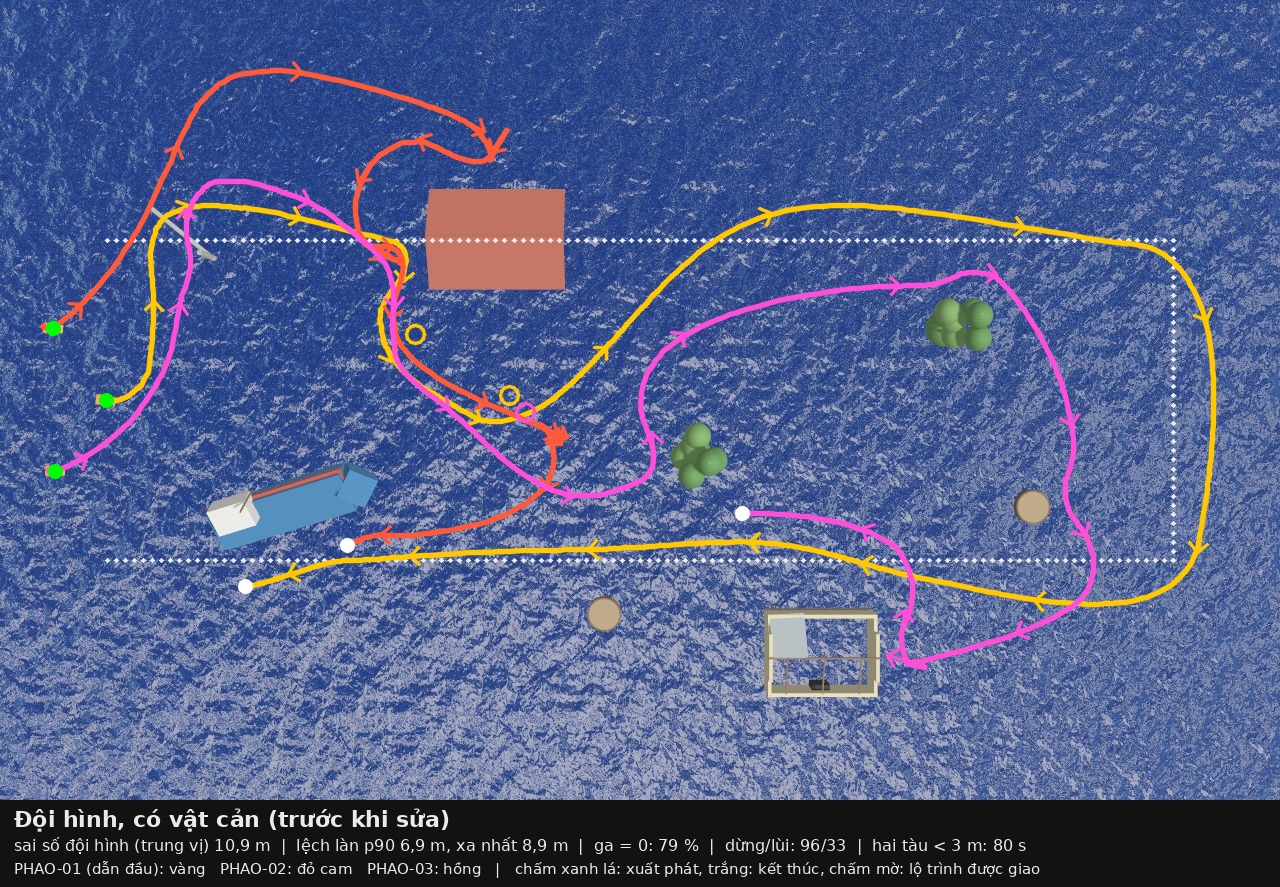 Đội hình, có vật cản (trước khi sửa)
sai số đội hình (trung vị) 10,9 m | lệch làn p90 6,9 m, xa nhất 8,9 m | ga = 0: 79 % | dừng/lùi: 96/33 | hai tàu < 3 m: 80 s
PHAO-01 (dẫn đầu): vàng PHAO-02: đỏ cam PHAO-03: hồng | chấm xanh lá: xuất phát, trắng: kết thúc, chấm mờ: lộ trình được giao